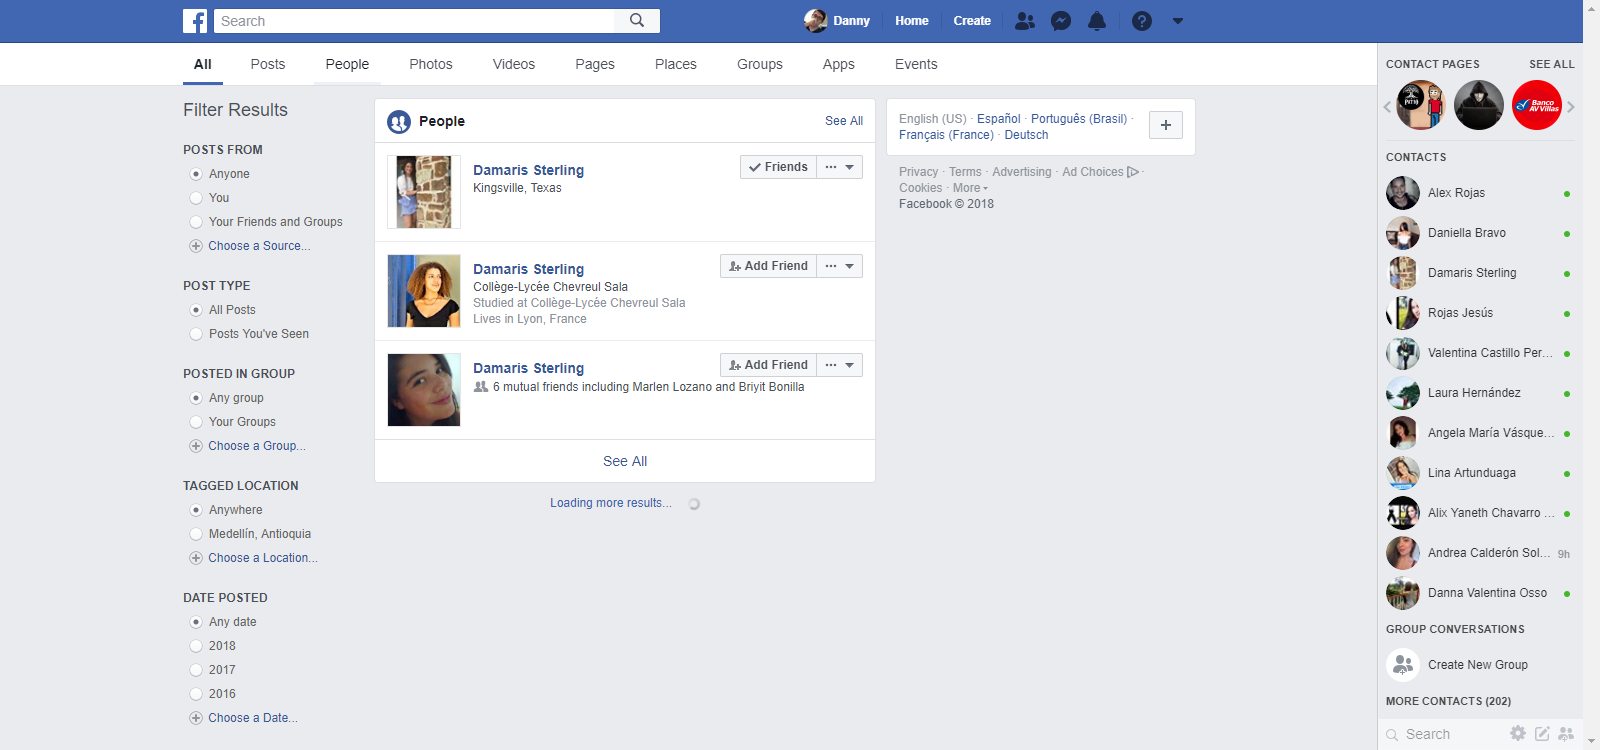 Search
Danny
Home
Create
All
Posts
People
Photos
Videos
Pages
Places
Groups
Apps
Events
Filter Results
POSTS FROM
Anyone
You
Your Friends and Groups
Choose a Source...
POST TYPE
All Posts
Posts You've Seen
POSTED IN GROUP
Any group
Your Groups
Choose a Group...
TAGGED LOCATION
Anywhere
Medellín, Antioquia
Choose a Location...
DATE POSTED
Any date
2018
2017
2016
Choose a Date...
People
See All
Damaris Sterling
Friends
Kingsville, Texas
Damaris Sterling
Add Friend
Collège-Lycée Chevreul Sala
Studied at Collège-Lycée Chevreul Sala
Lives in Lyon, France
Damaris Sterling
Add Friend
6 mutual friends including Marlen Lozano and Briyit Bonilla
See All
Loading more results...
English (US) · Español · Português (Brasil) ·
Français (France) · Deutsch
Privacy · Terms · Advertising · Ad Choices ·
Cookies · More
Facebook © 2018
CONTACT PAGES
SEE ALL
Banco
AV Villas
CONTACTS
Alex Rojas
Daniella Bravo
Damaris Sterling
Rojas Jesús
Valentina Castillo Per...
Laura Hernández
Angela María Vásque...
Lina Artunduaga
Alix Yaneth Chavarro ...
Andrea Calderón Sol... 9h
Danna Valentina Osso
GROUP CONVERSATIONS
Create New Group
MORE CONTACTS (202)
Search